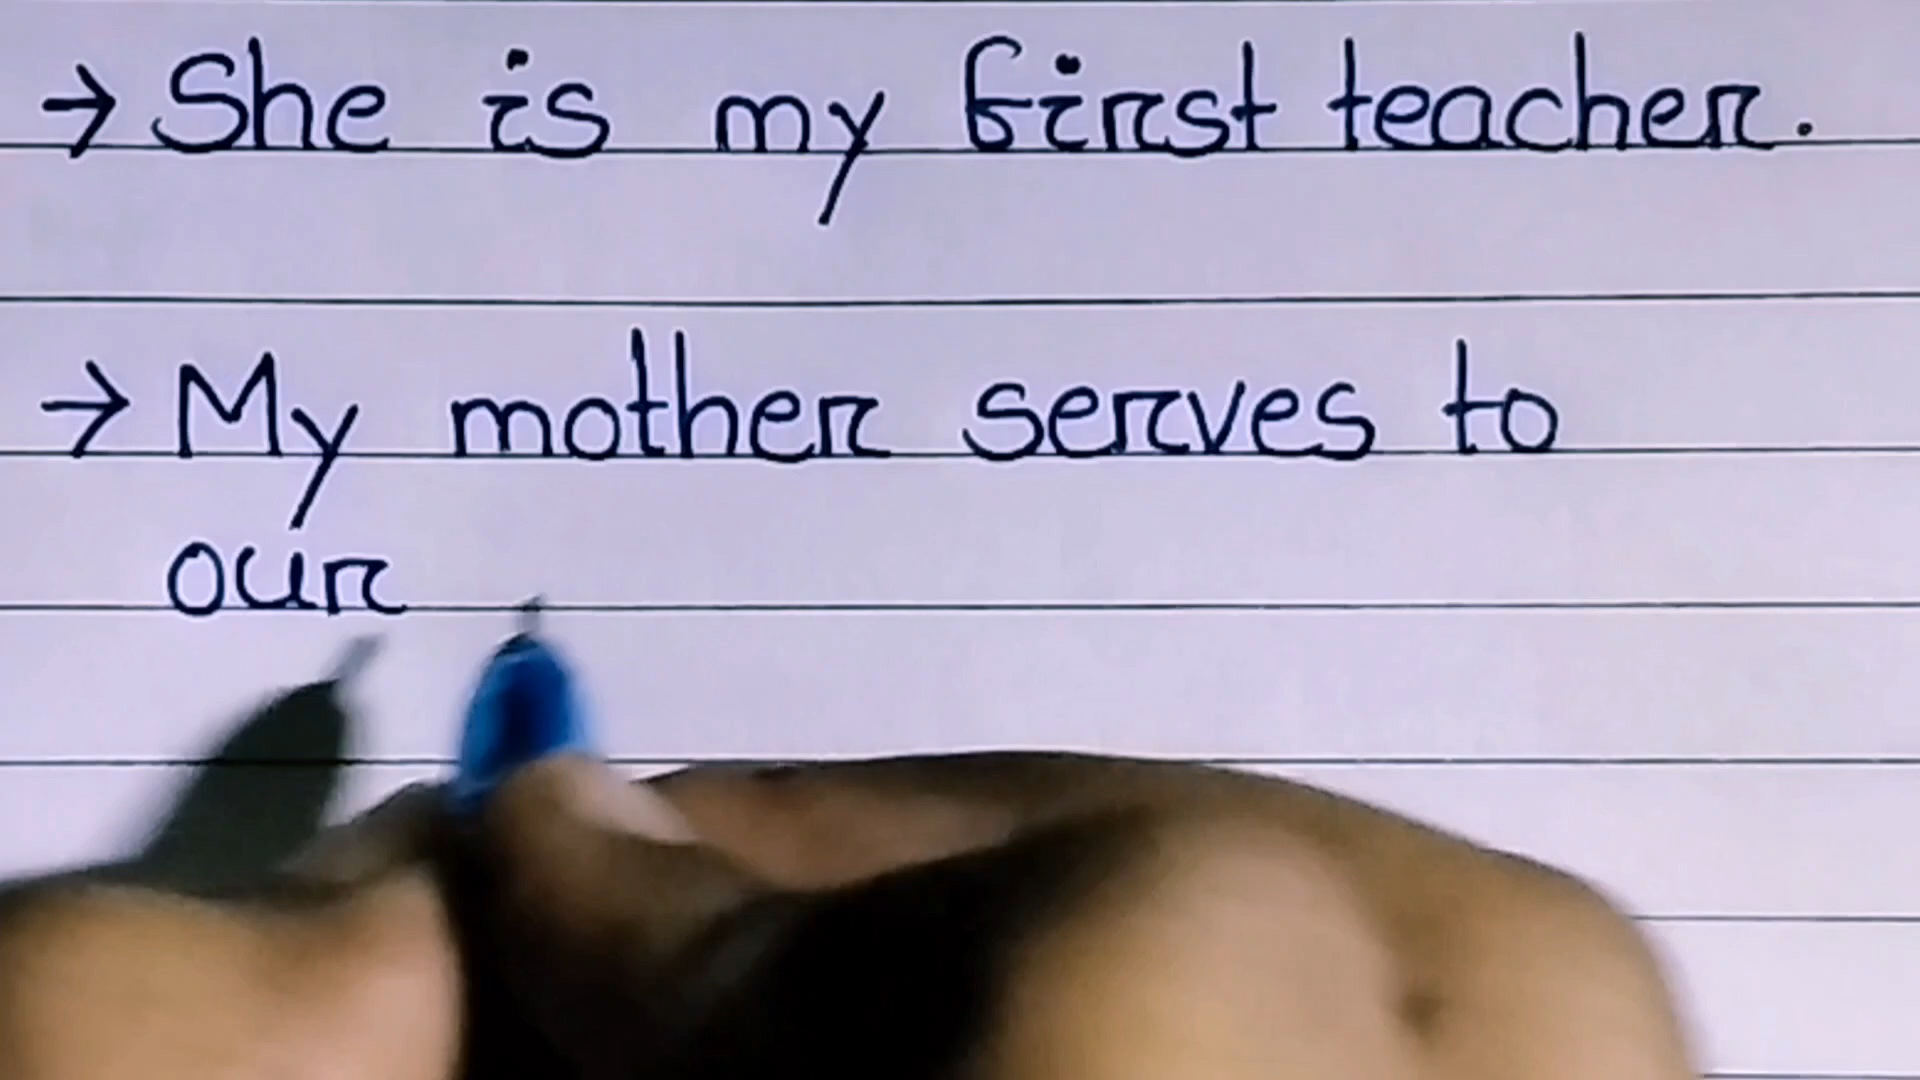 → She is my first teacher.
→ My mother serves to
our